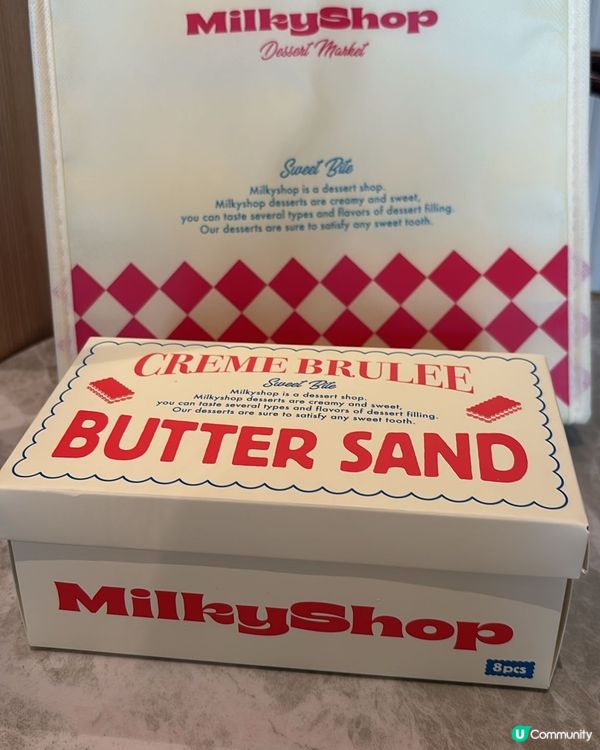 MilkyShop
Dessert Market
Sweet Bite
Milkyshop is a dessert shop.
Milkyshop desserts are creamy and sweet,
you can taste several types and flavors of dessert filling.
Our desserts are sure to satisfy any sweet tooth.
CREME BRULEE
Sweet Bite
Milkyshop is a dessert shop.
Milkyshop desserts are creamy and sweet,
you can taste several types and flavors of dessert filling.
Our desserts are sure to satisfy any sweet tooth.
BUTTER SAND
MilkyShop
8pcs
U Community